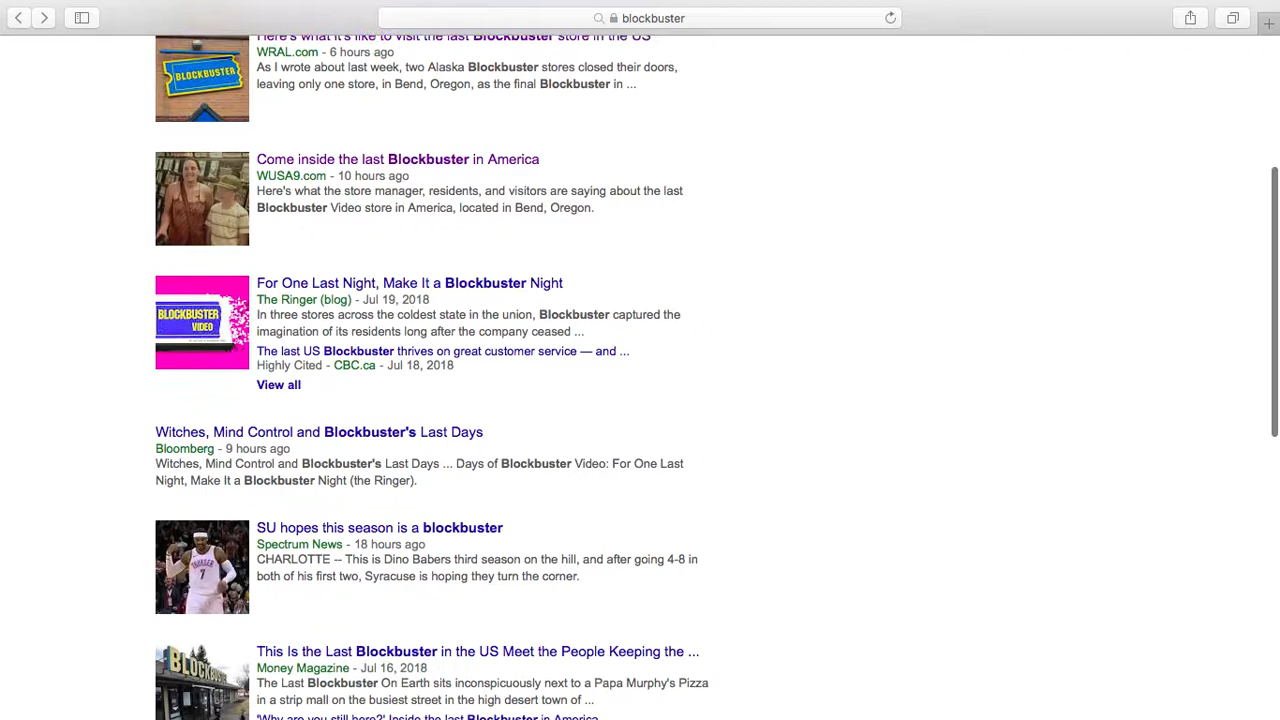 blockbuster
Here's what it's like to visit the last Blockbuster store in the US
WRAL.com - 6 hours ago
As I wrote about last week, two Alaska Blockbuster stores closed their doors,
leaving only one store, in Bend, Oregon, as the final Blockbuster in ...
BLOCKBUSTER
Come inside the last Blockbuster in America
WUSA9.com - 10 hours ago
Here's what the store manager, residents, and visitors are saying about the last
Blockbuster Video store in America, located in Bend, Oregon.
For One Last Night, Make It a Blockbuster Night
The Ringer (blog) - Jul 19, 2018
In three stores across the coldest state in the union, Blockbuster captured the
imagination of its residents long after the company ceased ...
BLOCKBUSTER
VIDEO
The last US Blockbuster thrives on great customer service — and ...
Highly Cited - CBC.ca - Jul 18, 2018
View all
Witches, Mind Control and Blockbuster's Last Days
Bloomberg - 9 hours ago
Witches, Mind Control and Blockbuster's Last Days ... Days of Blockbuster Video: For One Last
Night, Make It a Blockbuster Night (the Ringer).
SU hopes this season is a blockbuster
Spectrum News - 18 hours ago
CHARLOTTE -- This is Dino Babers third season on the hill, and after going 4-8 in
both of his first two, Syracuse is hoping they turn the corner.
THUNDER
7
This Is the Last Blockbuster in the US Meet the People Keeping the ...
Money Magazine - Jul 16, 2018
The Last Blockbuster On Earth sits inconspicuously next to a Papa Murphy's Pizza
in a strip mall on the busiest street in the high desert town of ...
BLOCKBUSTER
'Why are you still here?' Inside the last Blockbuster in America